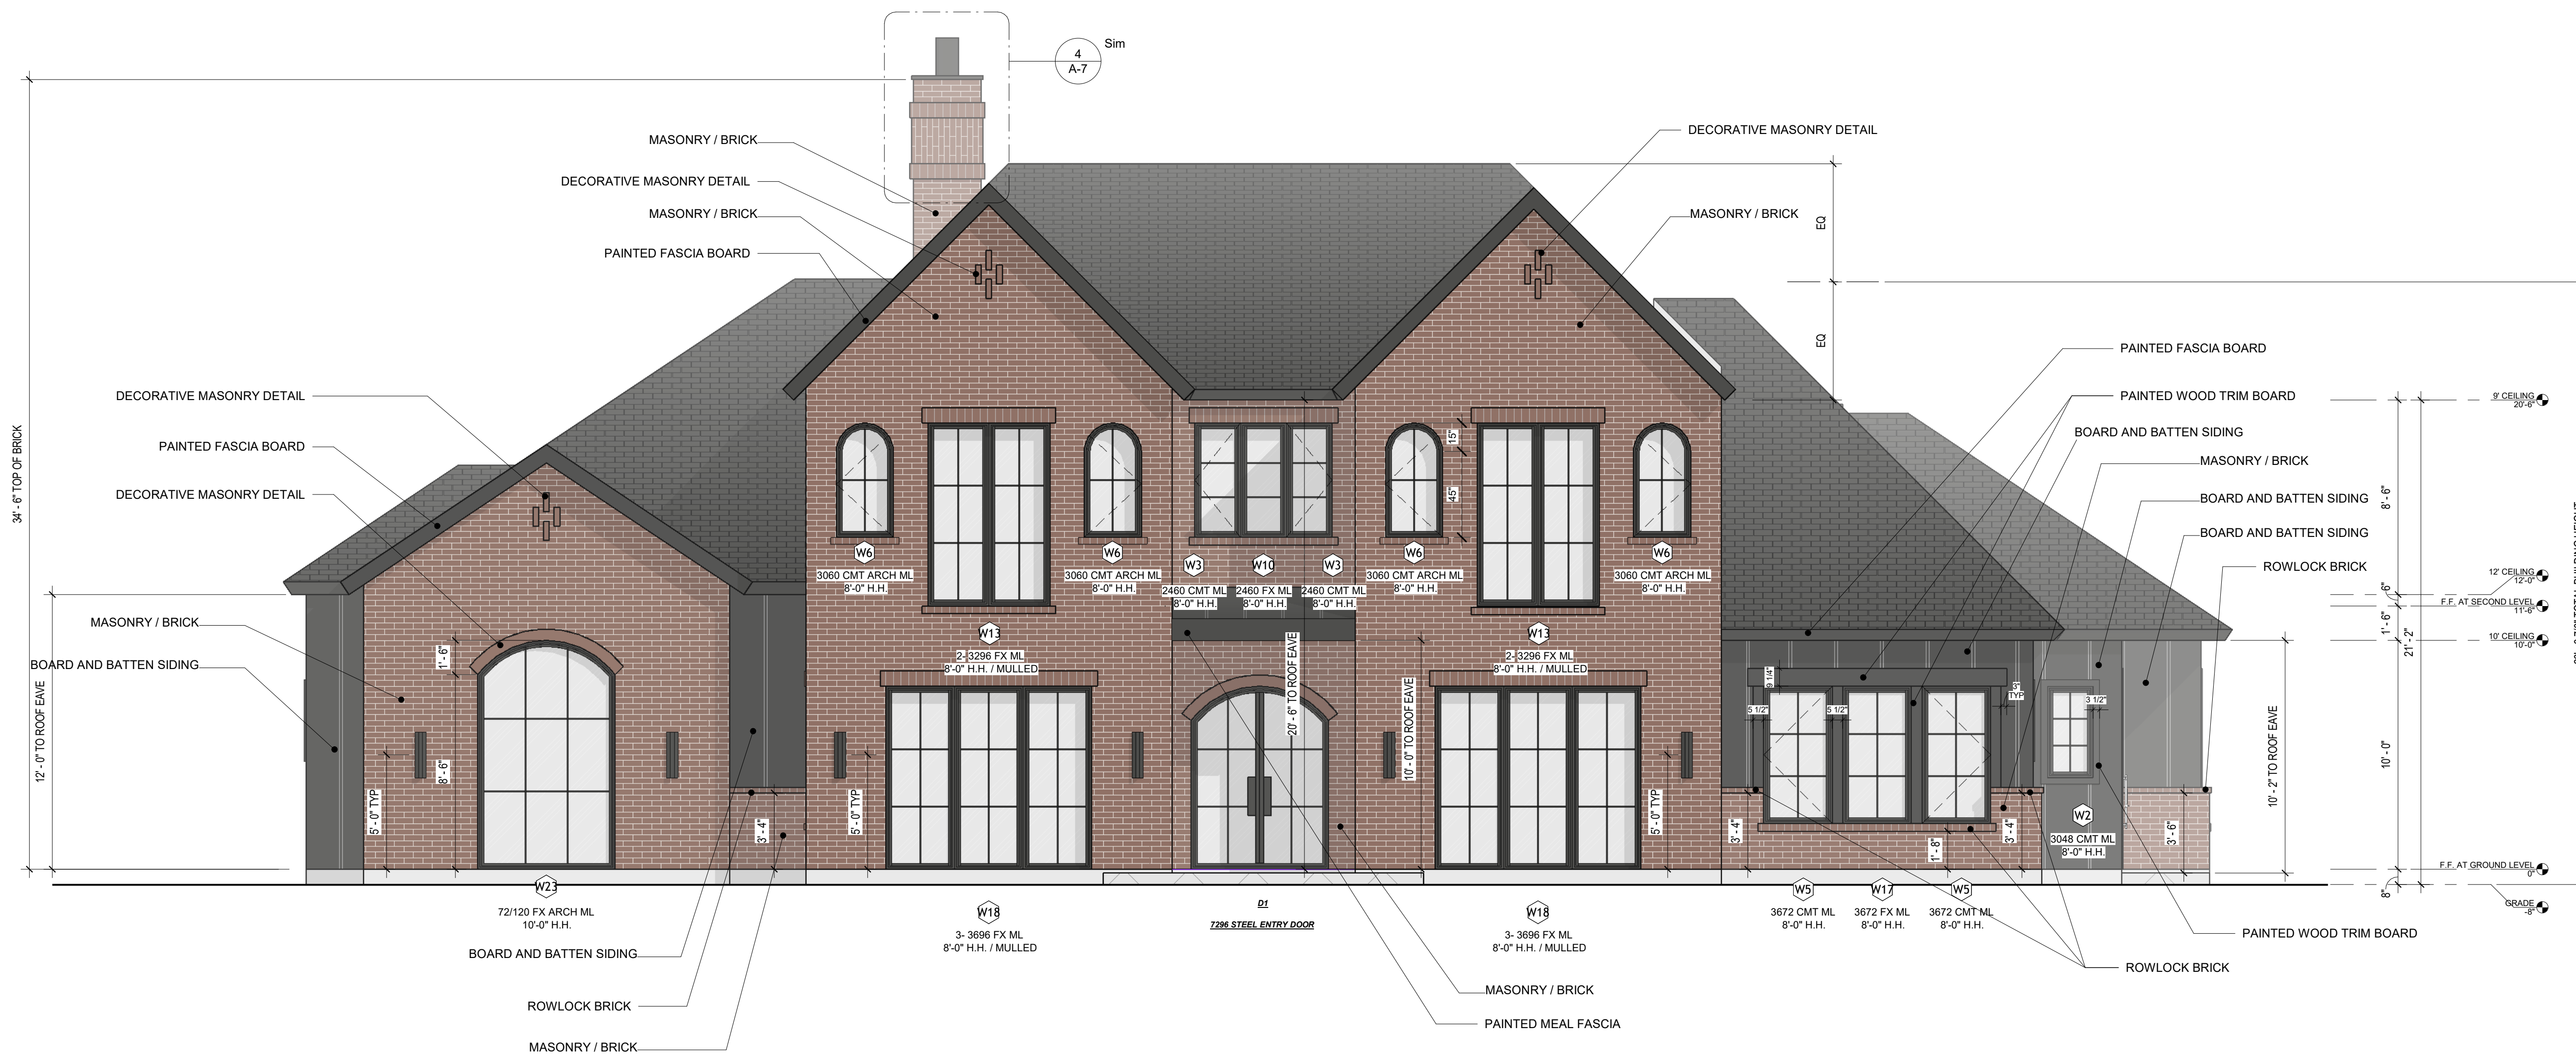 4
A-7
Sim
MASONRY / BRICK
DECORATIVE MASONRY DETAIL
MASONRY / BRICK
PAINTED FASCIA BOARD
DECORATIVE MASONRY DETAIL
MASONRY / BRICK
EQ
EQ
34' - 6" TOP OF BRICK
DECORATIVE MASONRY DETAIL
PAINTED FASCIA BOARD
DECORATIVE MASONRY DETAIL
MASONRY / BRICK
BOARD AND BATTEN SIDING
12' - 0" TO ROOF EAVE
5' - 0" TYP
1' - 6"
8' - 6"
3' - 4"
5' - 0" TYP
W6
3060 CMT ARCH ML
8'-0" H.H.
W6
3060 CMT ARCH ML
8'-0" H.H.
W3
2460 CMT ML
8'-0" H.H.
W10
2460 FX ML
8'-0" H.H.
W3
2460 CMT ML
8'-0" H.H.
W6
3060 CMT ARCH ML
8'-0" H.H.
W6
3060 CMT ARCH ML
8'-0" H.H.
15"
45"
W13
2- 3296 FX ML
8'-0" H.H. / MULLED
W13
2- 3296 FX ML
8'-0" H.H. / MULLED
20' - 6" TO ROOF EAVE
10' - 0" TO ROOF EAVE
5' - 0" TYP
PAINTED FASCIA BOARD
PAINTED WOOD TRIM BOARD
BOARD AND BATTEN SIDING
MASONRY / BRICK
BOARD AND BATTEN SIDING
BOARD AND BATTEN SIDING
ROWLOCK BRICK
9 1/4"
5 1/2"
5 1/2"
TYP
3 1/2"
3' - 4"
1' - 8"
3' - 4"
3' - 6"
10' - 2" TO ROOF EAVE
W2
3048 CMT ML
8'-0" H.H.
9' CEILING
20'-6"
12' CEILING
12'-0"
F.F. AT SECOND LEVEL
11'-6"
10' CEILING
10'-0"
F.F. AT GROUND LEVEL
0"
GRADE
-8"
8' - 6"
6"
1' - 6"
10' - 0"
8"
21' - 2"
W23
72/120 FX ARCH ML
10'-0" H.H.
W18
3- 3696 FX ML
8'-0" H.H. / MULLED
D1
7296 STEEL ENTRY DOOR
W18
3- 3696 FX ML
8'-0" H.H. / MULLED
W5
3672 CMT ML
8'-0" H.H.
W17
3672 FX ML
8'-0" H.H.
W5
3672 CMT ML
8'-0" H.H.
BOARD AND BATTEN SIDING
ROWLOCK BRICK
MASONRY / BRICK
MASONRY / BRICK
PAINTED MEAL FASCIA
PAINTED WOOD TRIM BOARD
ROWLOCK BRICK